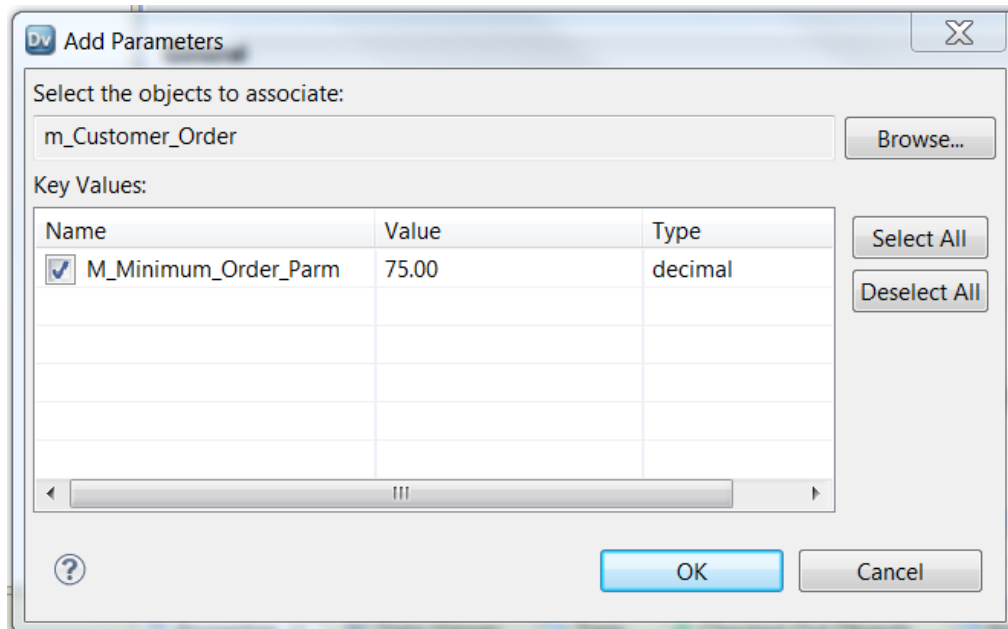 Dv Add Parameters
Select the objects to associate:
m_Customer_Order
Browse...
Key Values:
Name Value Type
Select All
M_Minimum_Order_Parm 75.00 decimal
Deselect All
OK Cancel